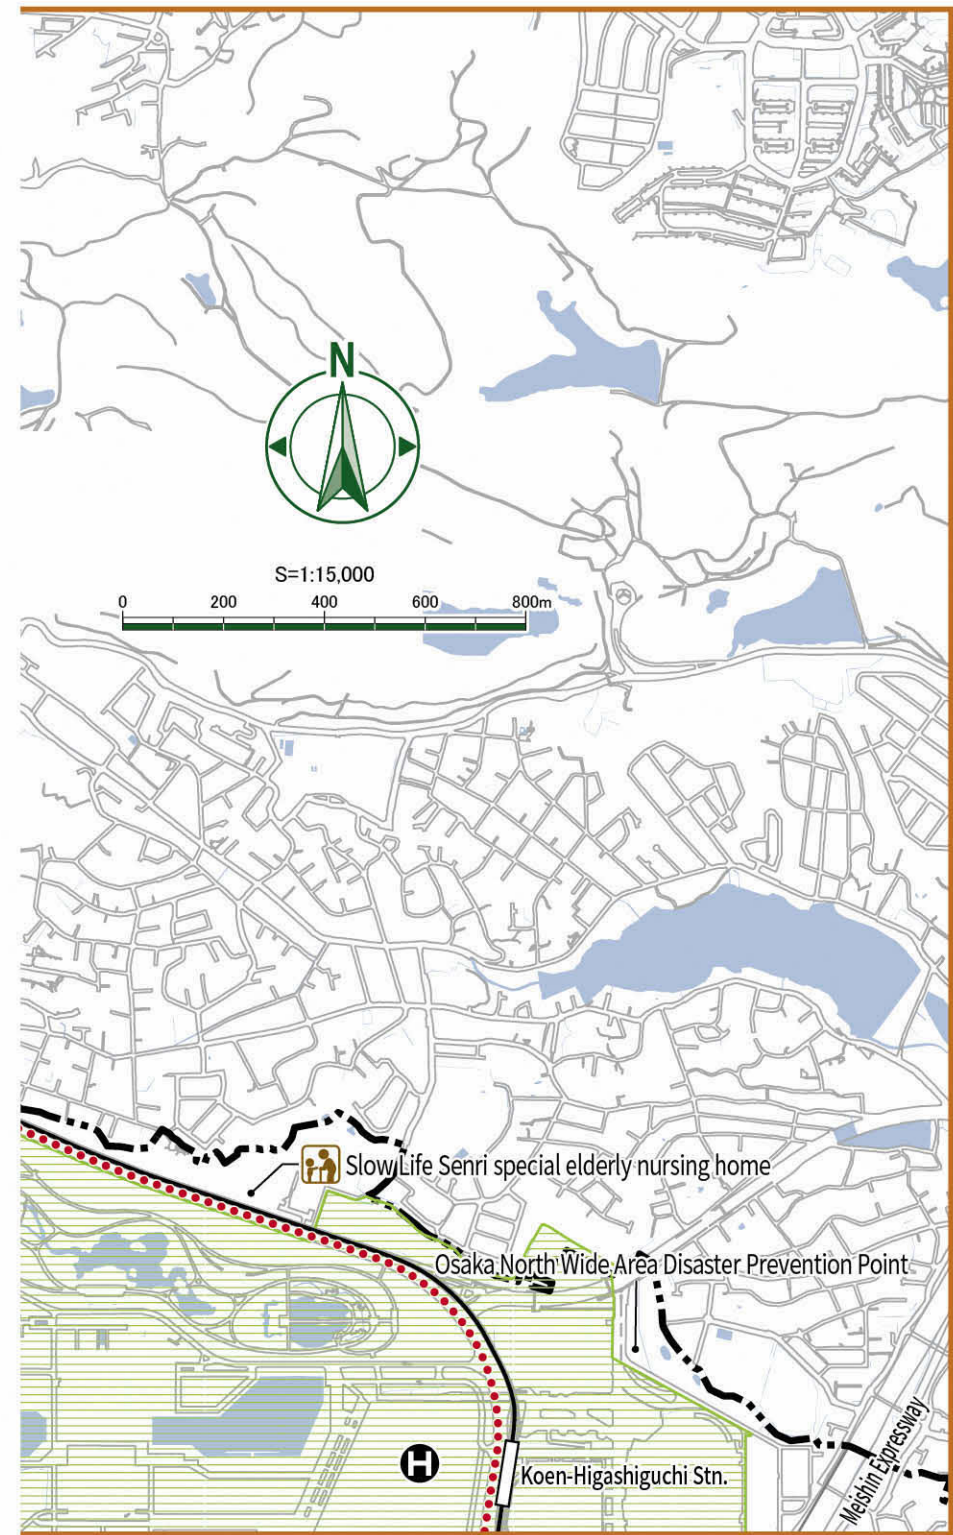 N
S=1:15,000
0 200 400 600 800m
Slow Life Senri special elderly nursing home
Osaka North Wide Area Disaster Prevention Point
Meishin Expressway
H
Koen-Higashiguchi Stn.